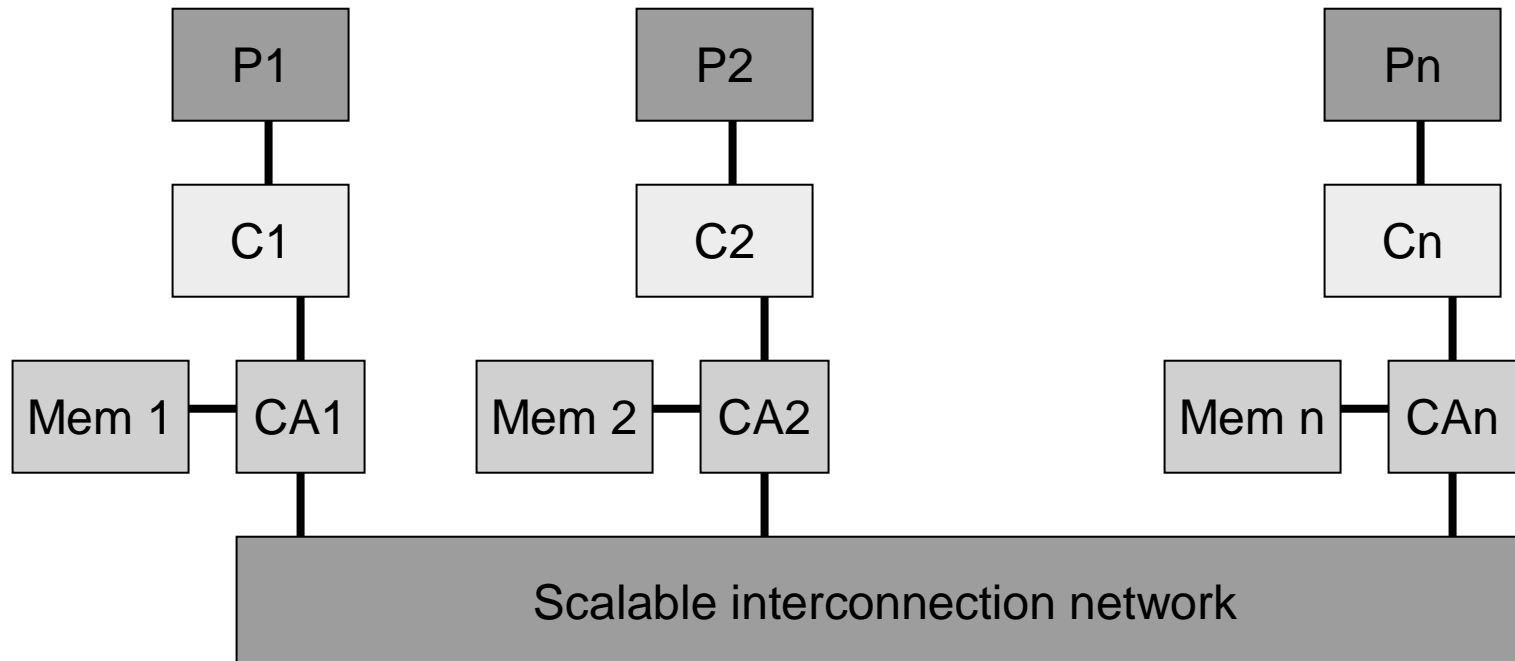 P1
P2
Pn
C1
C2
Cn
Mem 1
CA1
Mem 2
CA2
Mem n
CAn
Scalable interconnection network